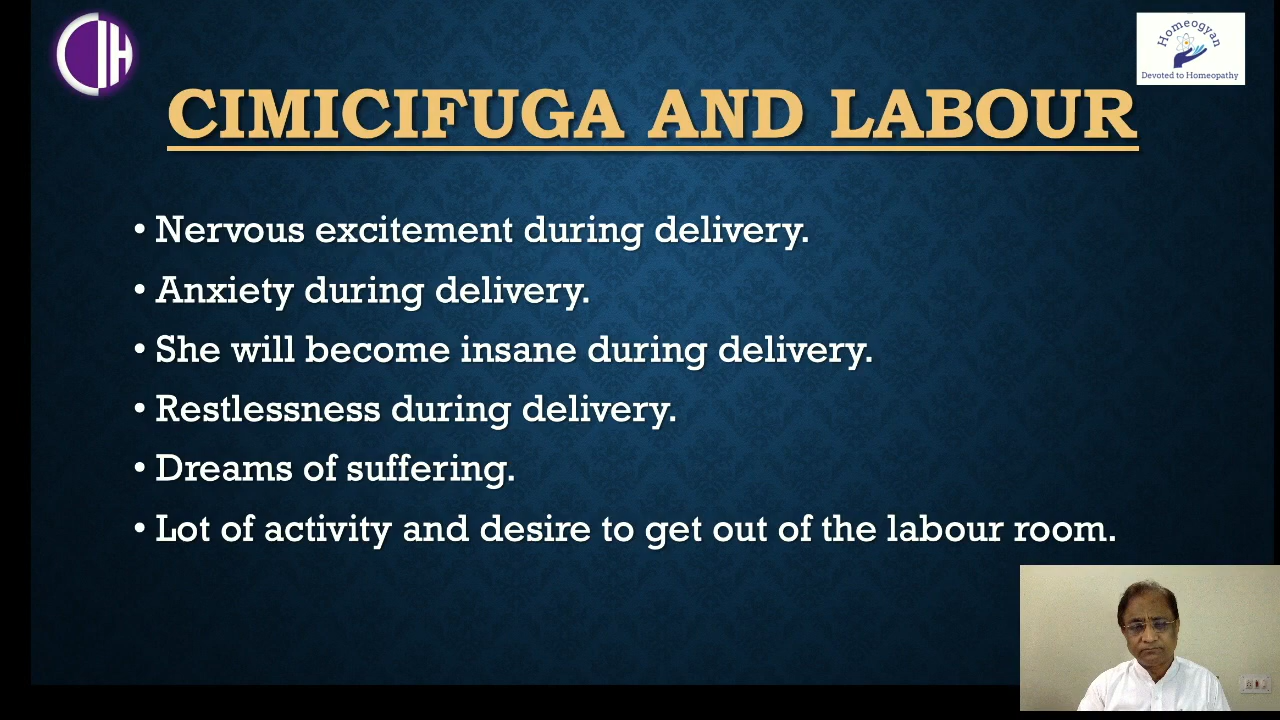 Homeogyan
Devoted to Homeopathy
CIMICIFUGA AND LABOUR
• Nervous excitement during delivery.
• Anxiety during delivery.
• She will become insane during delivery.
• Restlessness during delivery.
• Dreams of suffering.
• Lot of activity and desire to get out of the labour room.